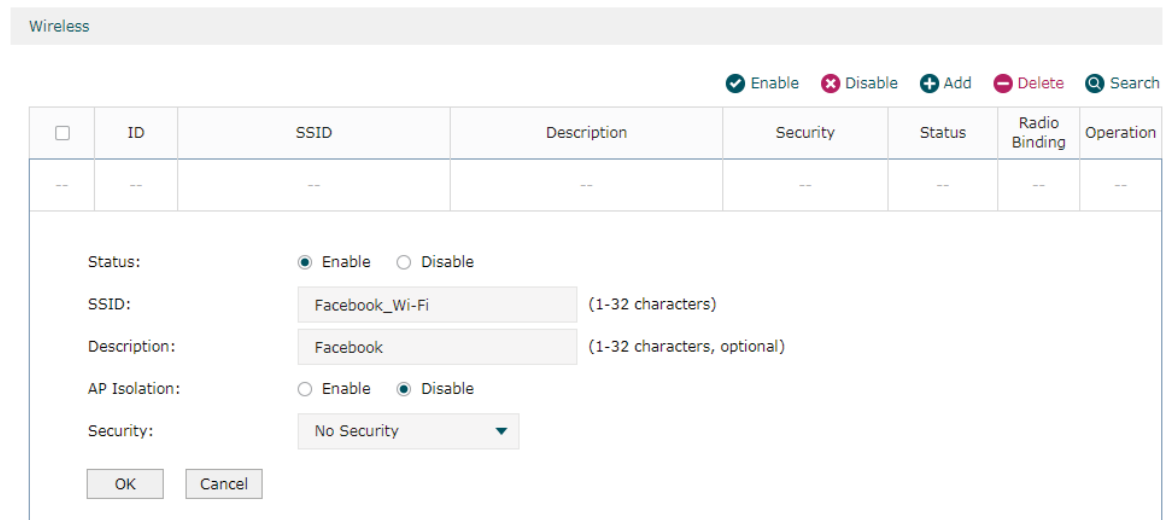 Wireless
Enable Disable Add Delete Search
ID SSID Description Security Status Radio Binding Operation
-- -- -- -- -- -- -- --
Status: Enable Disable
SSID: Facebook_Wi-Fi (1-32 characters)
Description: Facebook (1-32 characters, optional)
AP Isolation: Enable Disable
Security: No Security
OK Cancel